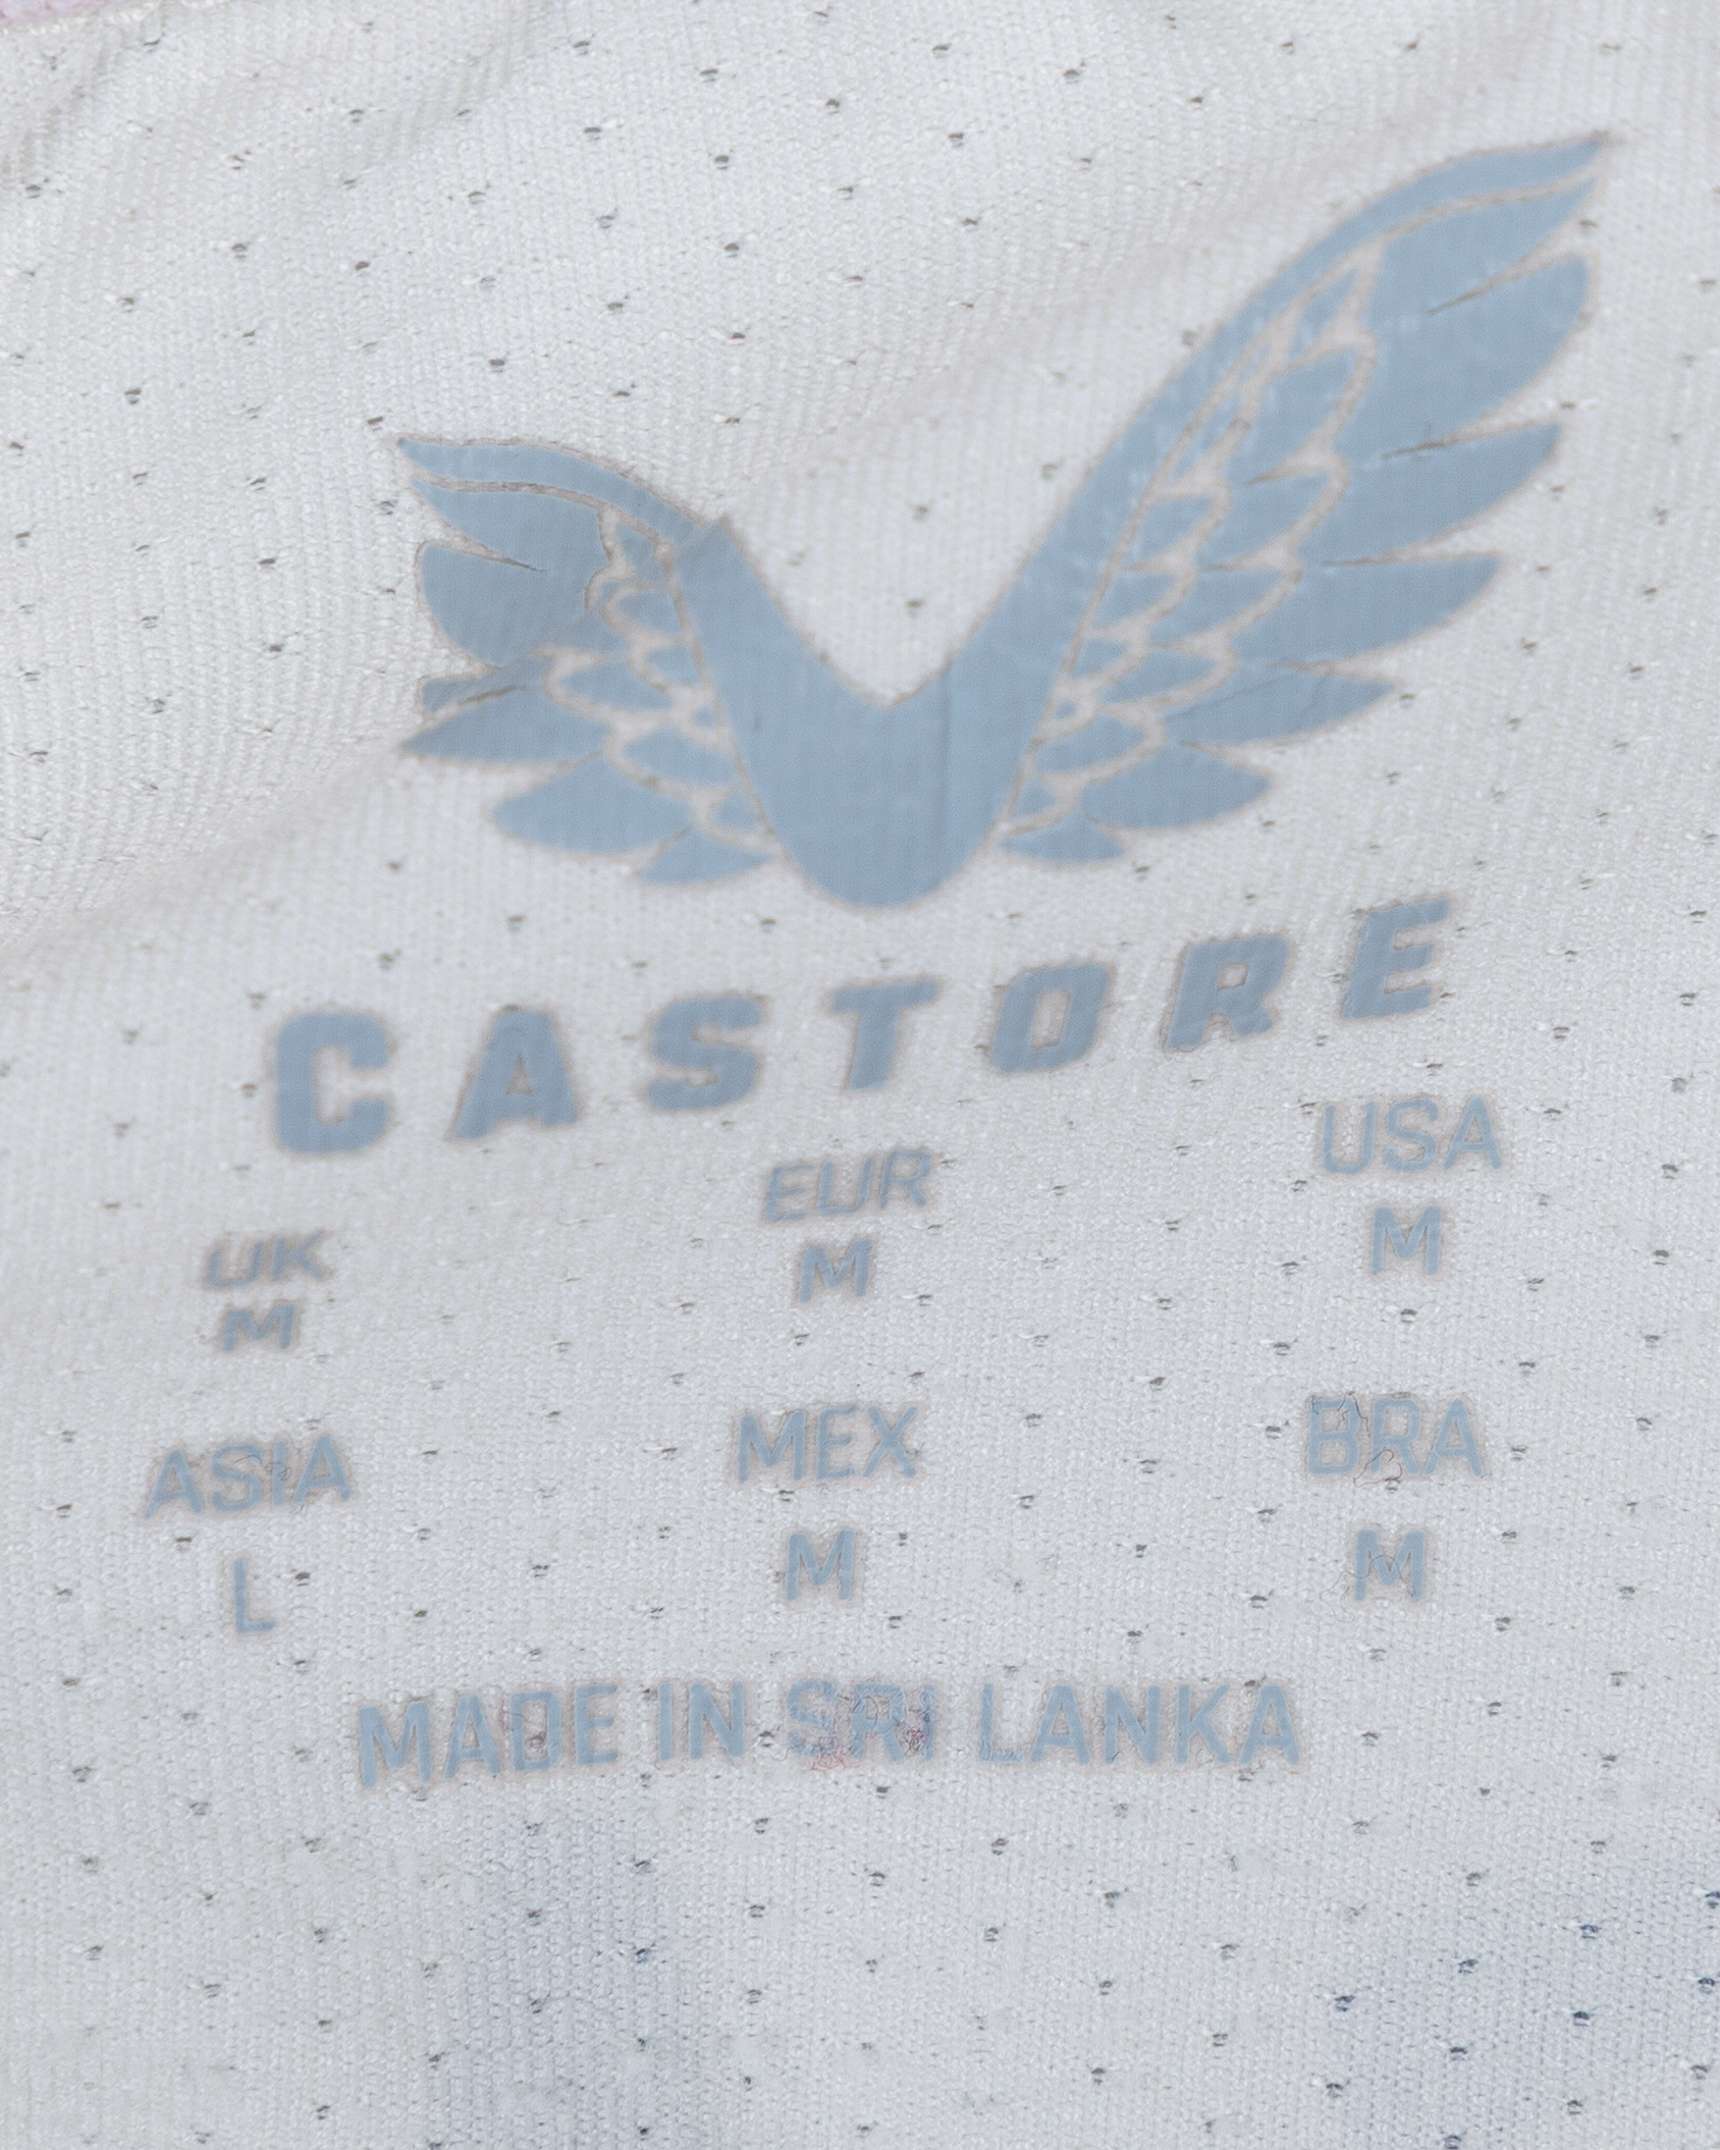 CASTORE
UK EUR USA
M M M
ASIA MEX BRA
L M M
MADE IN SRI LANKA